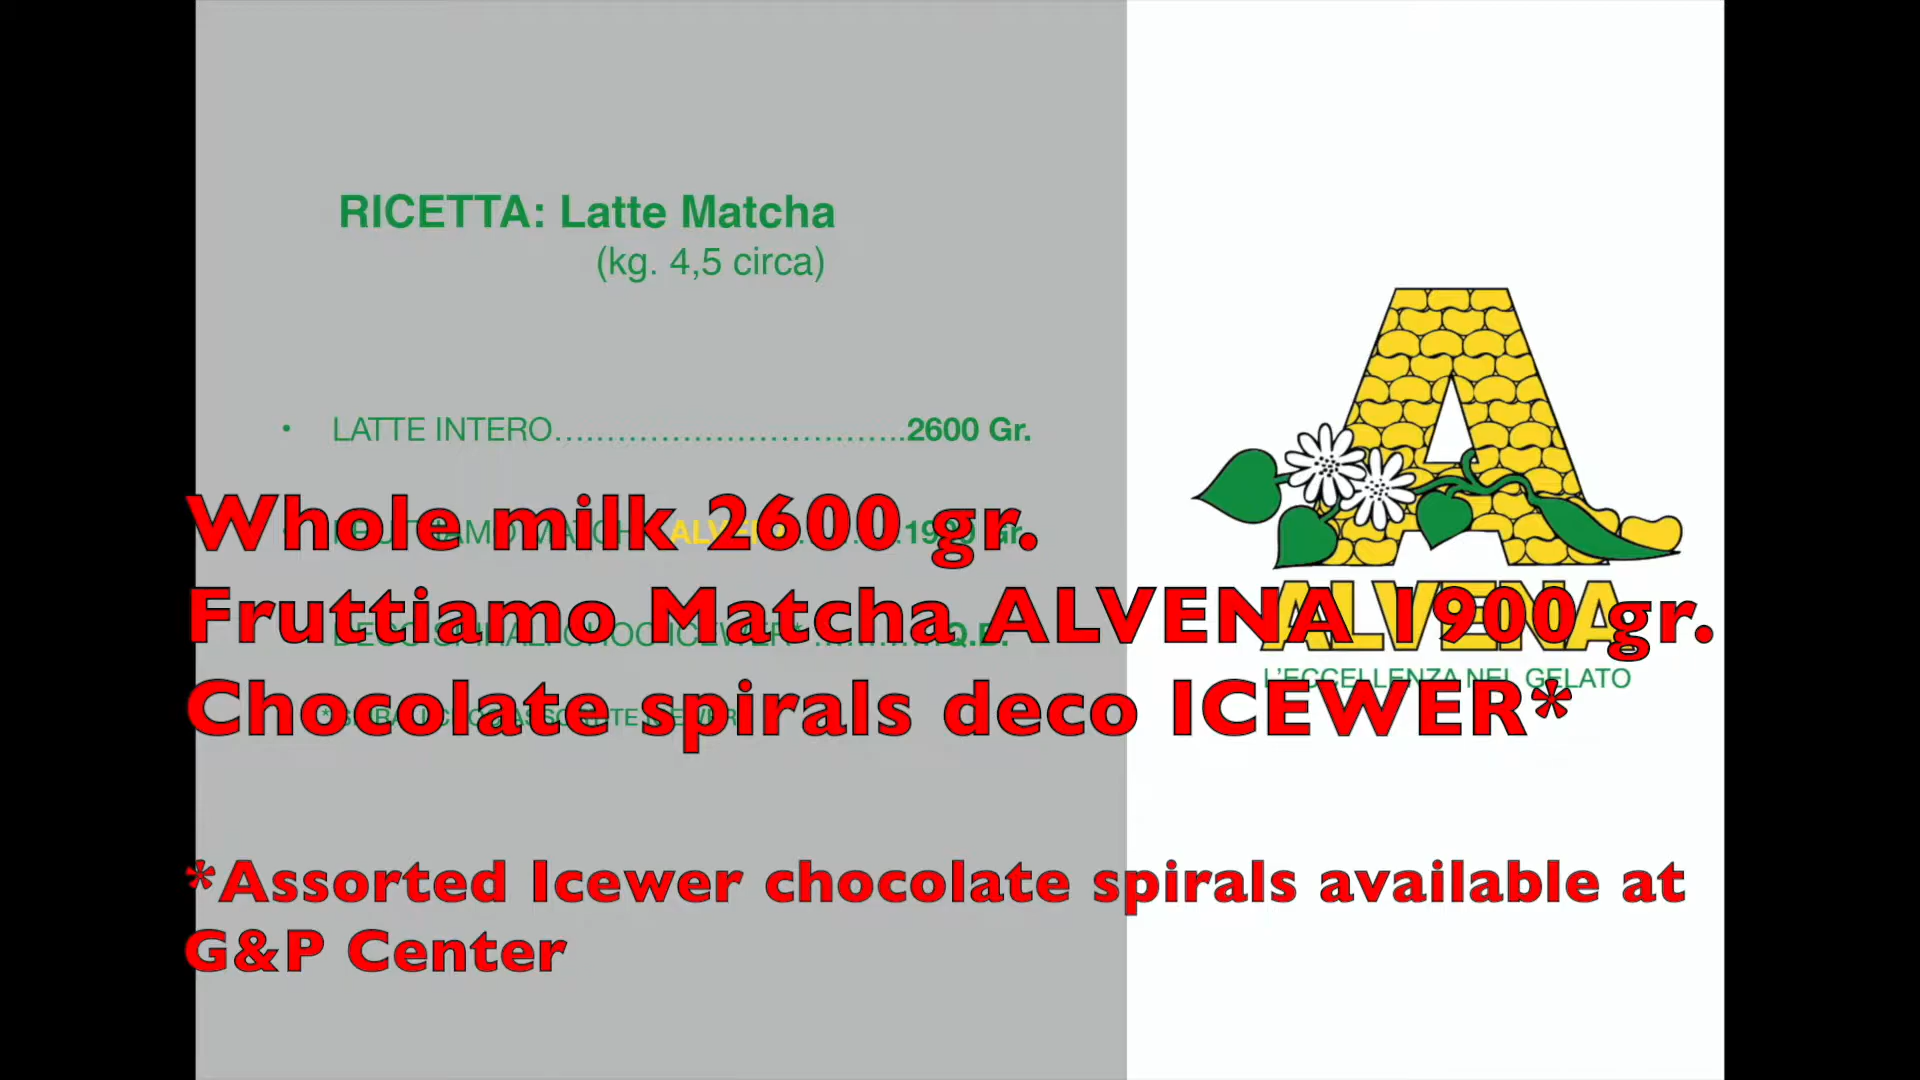 RICETTA: Latte Matcha
(kg. 4,5 circa)
• LATTE INTERO......................................2600 Gr.
Whole milk 2600 gr.
Fruttiamo Matcha ALVENA 1900 gr.
ALVENA
Chocolate spirals deco ICEWER*
L'ECCELLENZA NEL GELATO
*Assorted Icewer chocolate spirals available at
G&P Center